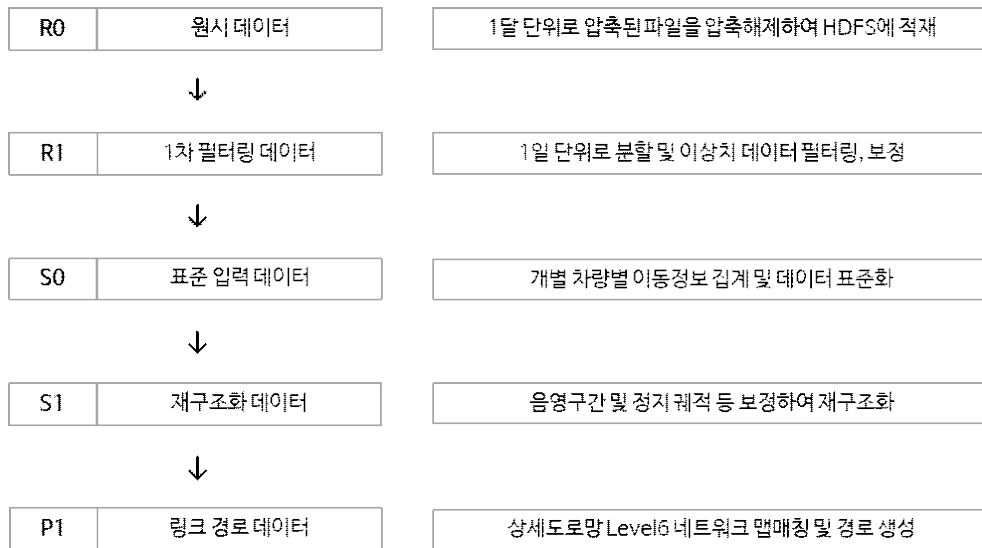 R0 원시 데이터 1달 단위로 압축된 파일을 압축해제하여 HDFS에 적재
R1 1차 필터링 데이터 1일 단위로 분할 및 이상치 데이터 필터링, 보정
S0 표준 입력 데이터 개별 차량별 이동정보 집계 및 데이터 표준화
S1 재구조화 데이터 음영구간 및 정지 궤적 등 보정하여 재구조화
P1 링크 경로 데이터 상세도로망 Level6 네트워크 맵매칭 및 경로 생성